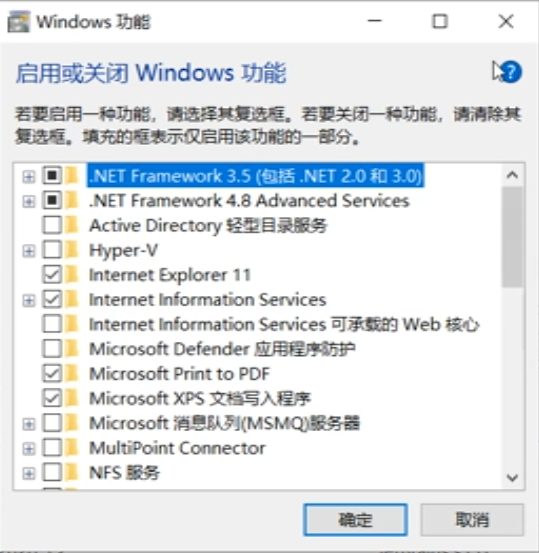 Windows 功能
启用或关闭 Windows 功能
若要启用一种功能，请选择其复选框。若要关闭一种功能，请清除其
复选框。填充的框表示仅启用该功能的一部分。
.NET Framework 3.5 (包括 .NET 2.0 和 3.0)
.NET Framework 4.8 Advanced Services
Active Directory 轻型目录服务
Hyper-V
Internet Explorer 11
Internet Information Services
Internet Information Services 可承载的 Web 核心
Microsoft Defender 应用程序防护
Microsoft Print to PDF
Microsoft XPS 文档写入程序
Microsoft 消息队列(MSMQ)服务器
MultiPoint Connector
NFS 服务
确定 取消